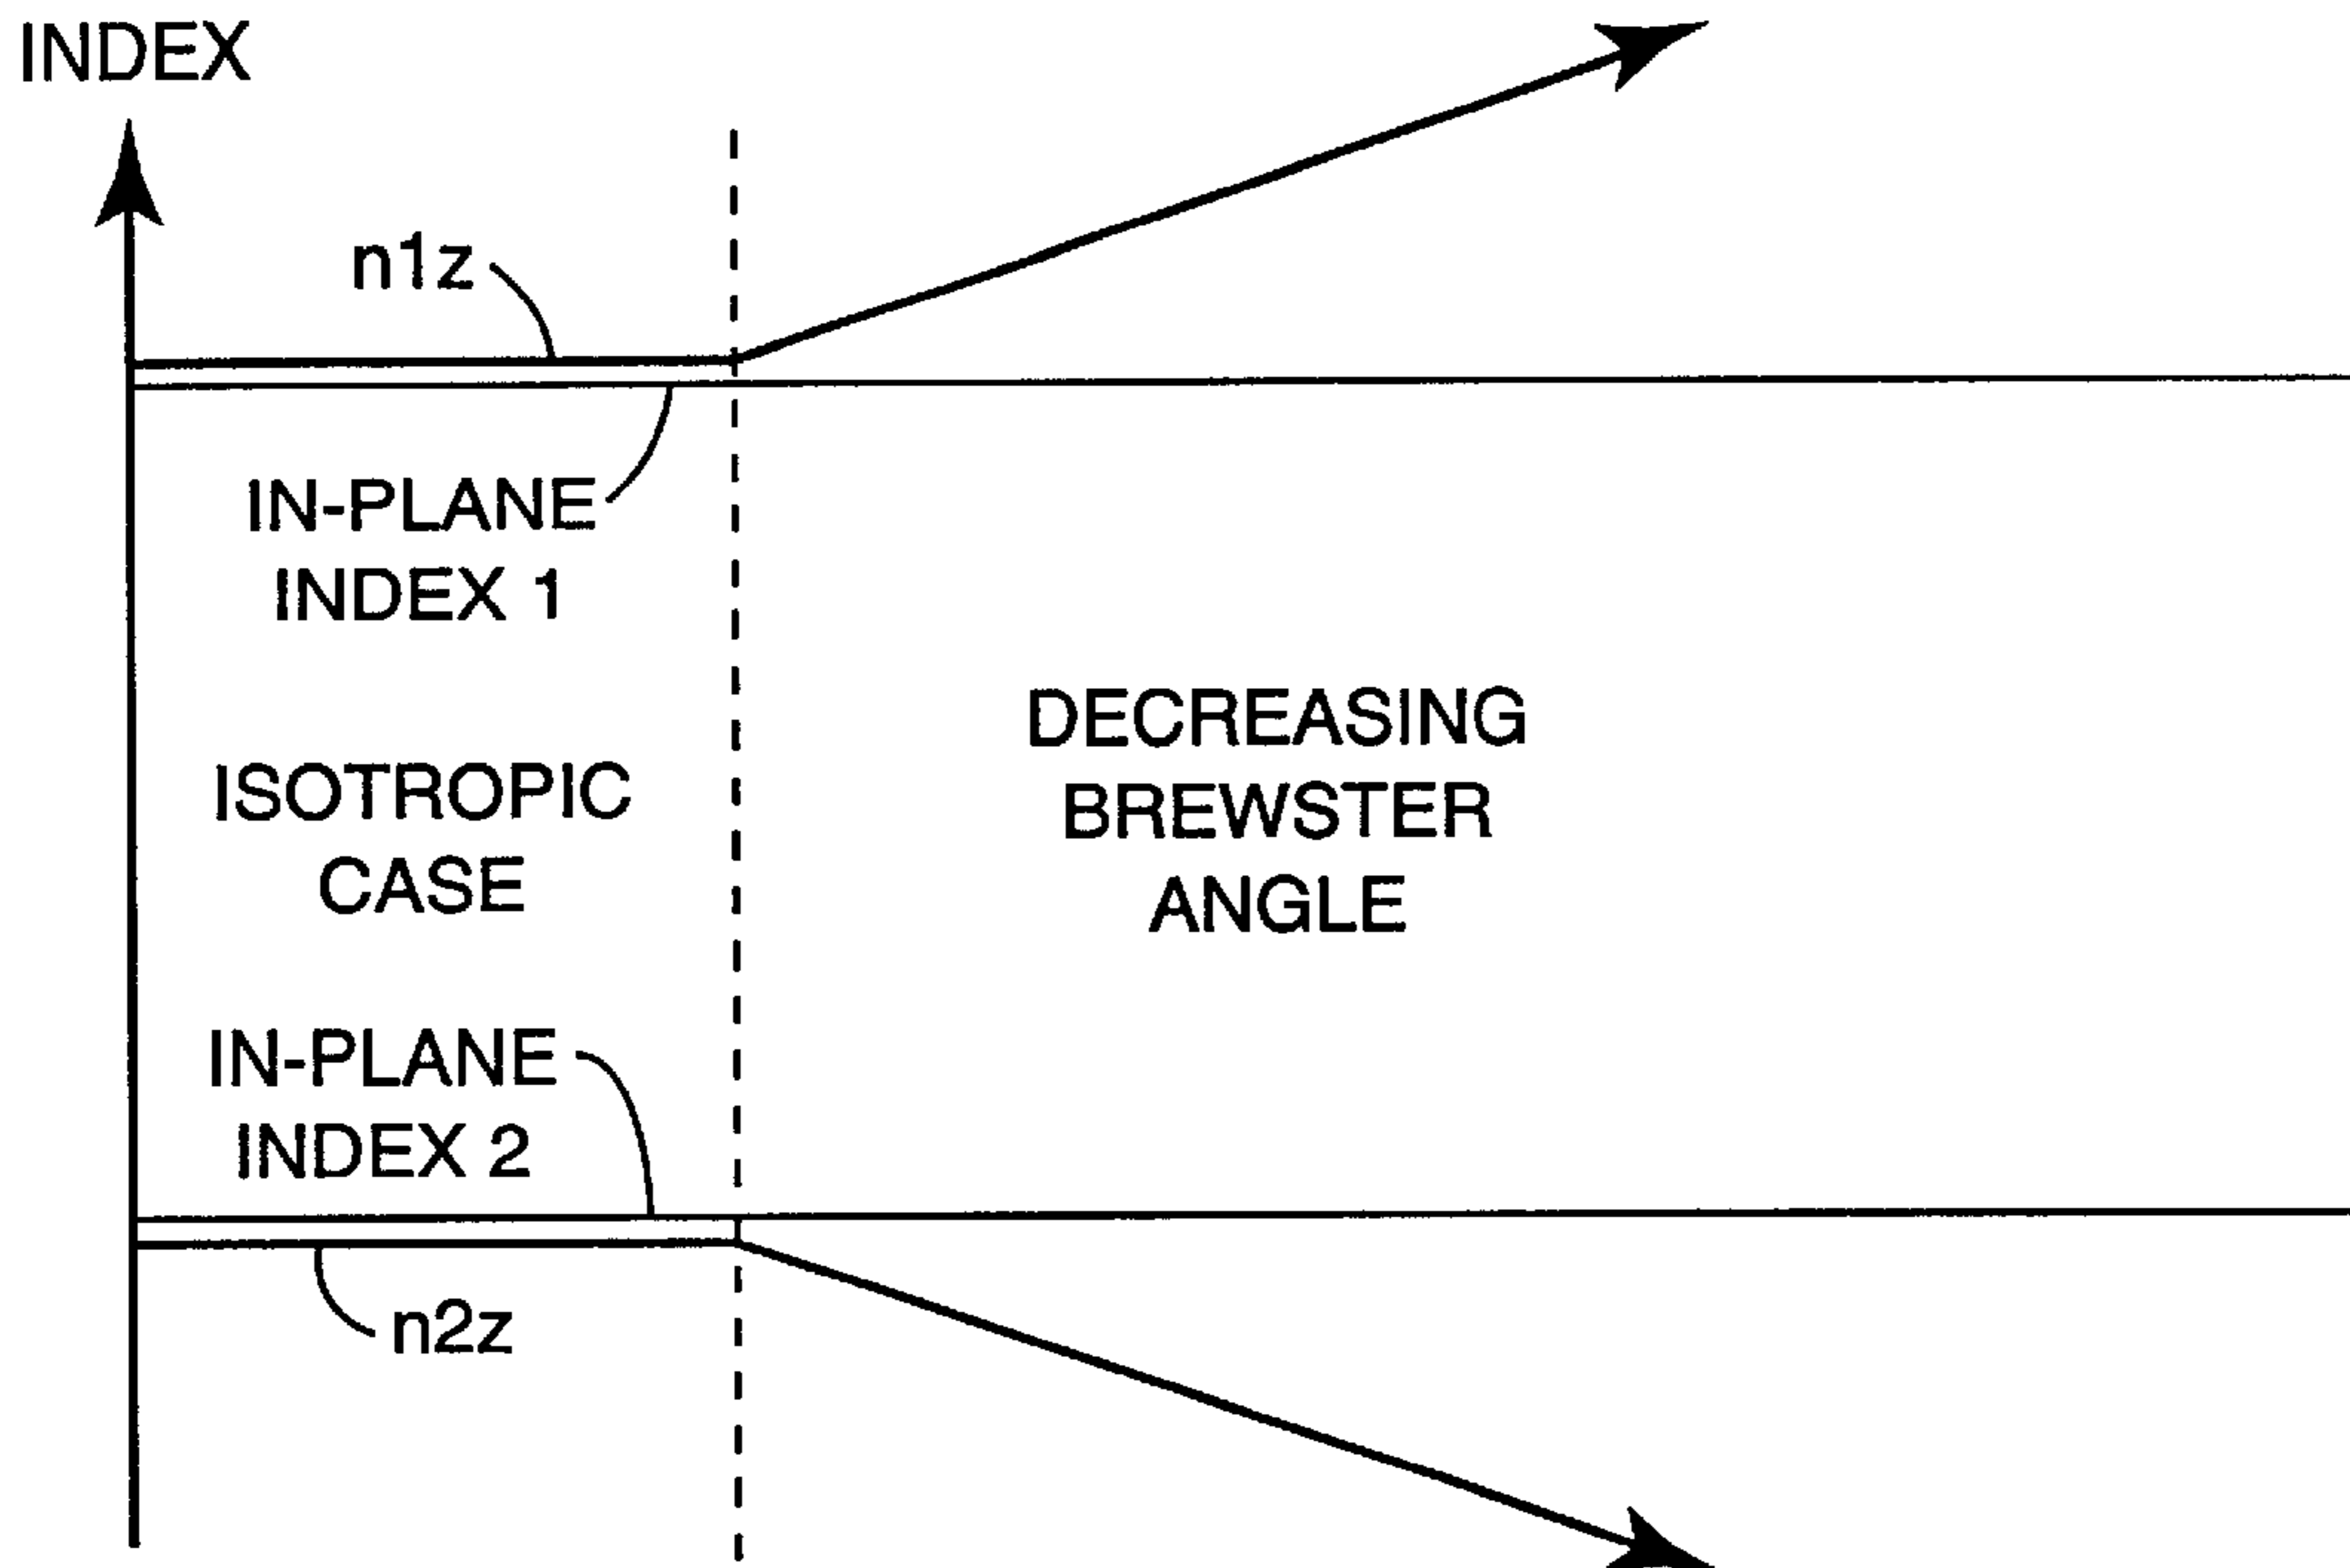 INDEX
n1z
IN-PLANE
INDEX 1
ISOTROPIC
CASE
DECREASING
BREWSTER
ANGLE
IN-PLANE
INDEX 2
n2z